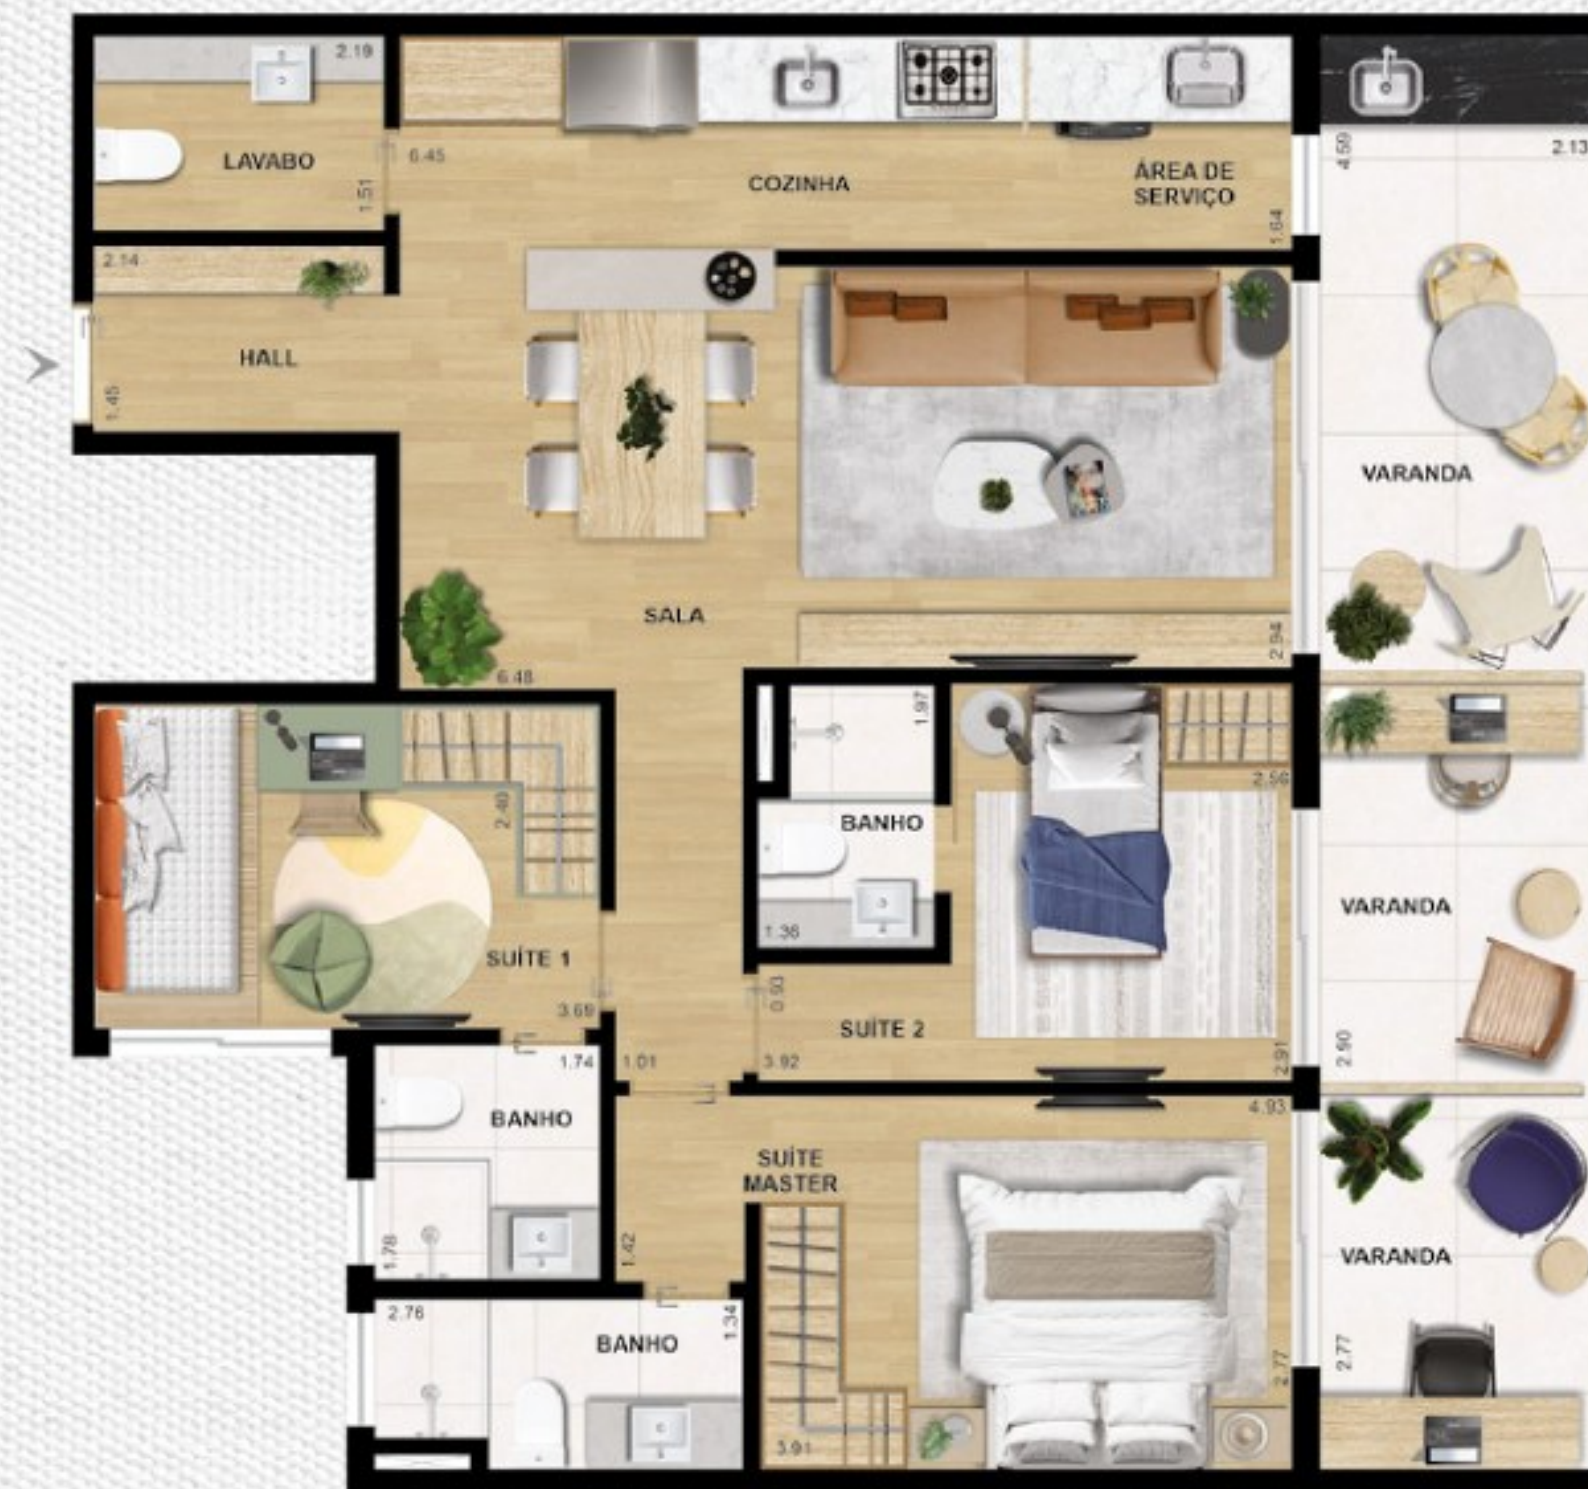 2.19
LAVABO
1.51
6.45
COZINHA
ÁREA DE
SERVIÇO
1.64
4.59
2.13
2.14
HALL
1.45
VARANDA
SALA
2.94
6.48
1.97
2.56
2.40
BANHO
VARANDA
1.36
SUÍTE 1
3.69
0.93
SUÍTE 2
2.91
2.90
1.74
1.01
3.92
BANHO
4.93
SUÍTE
MASTER
1.78
1.42
VARANDA
2.76
1.34
BANHO
2.77
2.77
3.91